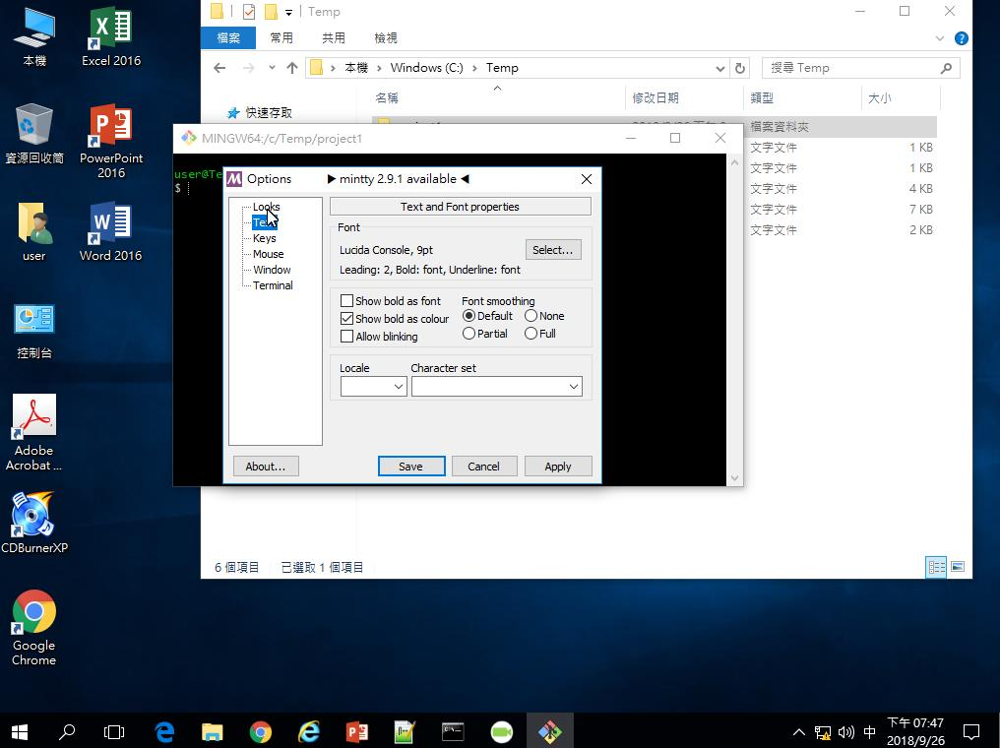 本機
Excel 2016
資源回收筒
PowerPoint
2016
user
Word 2016
控制台
Adobe
Acrobat ...
CDBurnerXP
Google
Chrome
Temp
檔案 常用 共用 檢視
本機 Windows (C:) Temp
搜尋 Temp
快速存取
名稱 修改日期 類型 大小
檔案資料夾
文字文件 1 KB
文字文件 1 KB
文字文件 4 KB
文字文件 7 KB
文字文件 2 KB
6 個項目 已選取 1 個項目
MINGW64:/c/Temp/project1
user@Te
$
Options ▶ mintty 2.9.1 available ◀
Looks
Keys
Mouse
Window
Terminal
Text and Font properties
Font
Lucida Console, 9pt Select...
Leading: 2, Bold: font, Underline: font
Show bold as font
Show bold as colour
Allow blinking
Font smoothing
Default None
Partial Full
Locale Character set
About... Save Cancel Apply
中
下午 07:47
2018/9/26